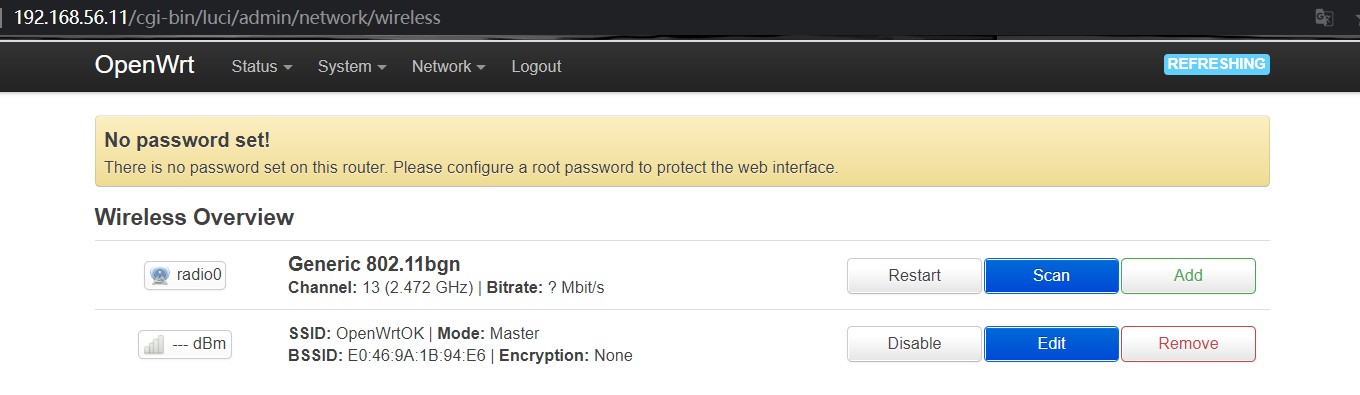 192.168.56.11/cgi-bin/luci/admin/network/wireless
OpenWrt Status System Network Logout REFRESHING
No password set!
There is no password set on this router. Please configure a root password to protect the web interface.
Wireless Overview
radio0
Generic 802.11bgn
Channel: 13 (2.472 GHz) | Bitrate: ? Mbit/s
Restart Scan Add
--- dBm
SSID: OpenWrtOK | Mode: Master
BSSID: E0:46:9A:1B:94:E6 | Encryption: None
Disable Edit Remove